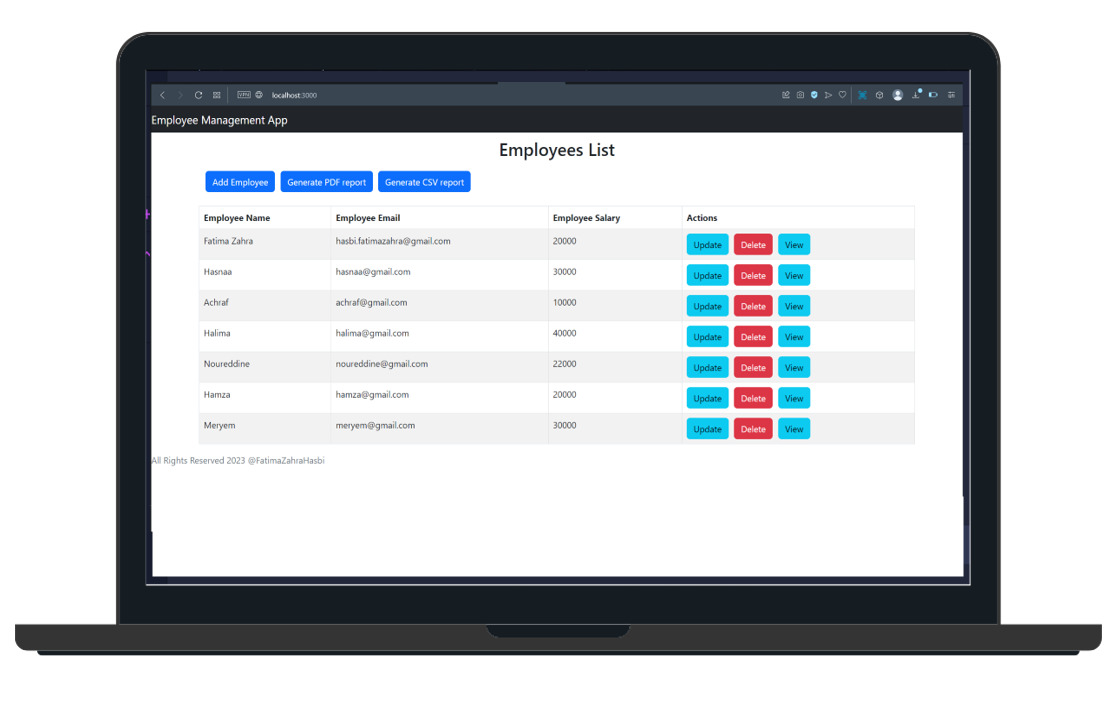 VPN localhost:3000
Employee Management App
Employees List
Add Employee Generate PDF report Generate CSV report
Employee Name Employee Email Employee Salary Actions
Fatima Zahra hasbi.fatimazahra@gmail.com 20000 Update Delete View
Hasnaa hasnaa@gmail.com 30000 Update Delete View
Achraf achraf@gmail.com 10000 Update Delete View
Halima halima@gmail.com 40000 Update Delete View
Noureddine noureddine@gmail.com 22000 Update Delete View
Hamza hamza@gmail.com 20000 Update Delete View
Meryem meryem@gmail.com 30000 Update Delete View
All Rights Reserved 2023 @FatimaZahraHasbi